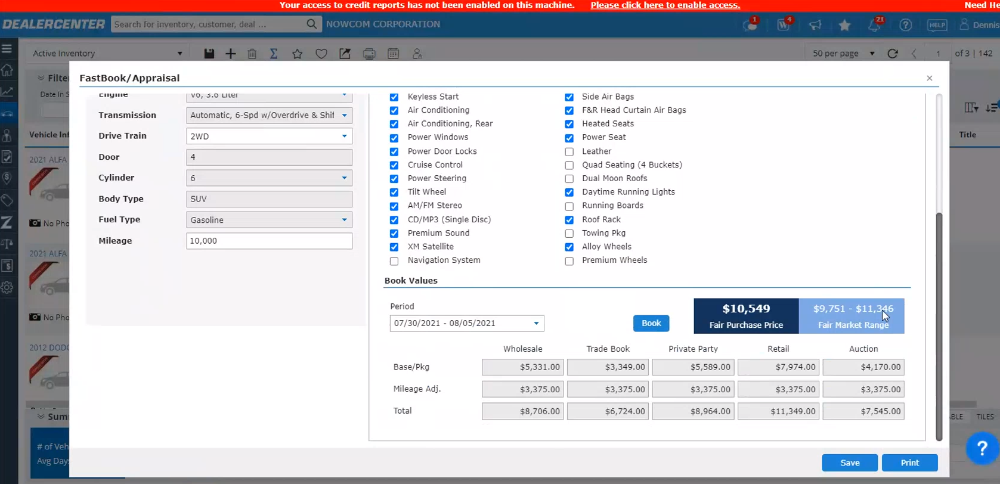 Your access to credit reports has not been enabled on this machine. Please click here to enable access. Need He
DEALERCENTER Search for inventory, customer, deal ... NOWCOM CORPORATION 1 4 21 HELP Dennis
Active Inventory 50 per page 1 of 3 | 142
Filte
Date In S
Vehicle Inf
Title
2021 ALFA
No Pho
2021 ALFA
No Pho
2012 DODG
Summ
# of Veh
Avg Days
BLE TILES
FastBook/Appraisal
Engine V6, 3.6 Liter
Transmission Automatic, 6-Spd w/Overdrive & Shif
Drive Train 2WD
Door 4
Cylinder 6
Body Type SUV
Fuel Type Gasoline
Mileage 10,000
Keyless Start Side Air Bags
Air Conditioning F&R Head Curtain Air Bags
Air Conditioning, Rear Heated Seats
Power Windows Power Seat
Power Door Locks Leather
Cruise Control Quad Seating (4 Buckets)
Power Steering Dual Moon Roofs
Tilt Wheel Daytime Running Lights
AM/FM Stereo Running Boards
CD/MP3 (Single Disc) Roof Rack
Premium Sound Towing Pkg
XM Satellite Alloy Wheels
Navigation System Premium Wheels
Book Values
Period
07/30/2021 - 08/05/2021 Book
$10,549 $9,751 - $11,346
Fair Purchase Price Fair Market Range
Wholesale Trade Book Private Party Retail Auction
Base/Pkg $5,331.00 $3,349.00 $5,589.00 $7,974.00 $4,170.00
Mileage Adj. $3,375.00 $3,375.00 $3,375.00 $3,375.00 $3,375.00
Total $8,706.00 $6,724.00 $8,964.00 $11,349.00 $7,545.00
Save Print